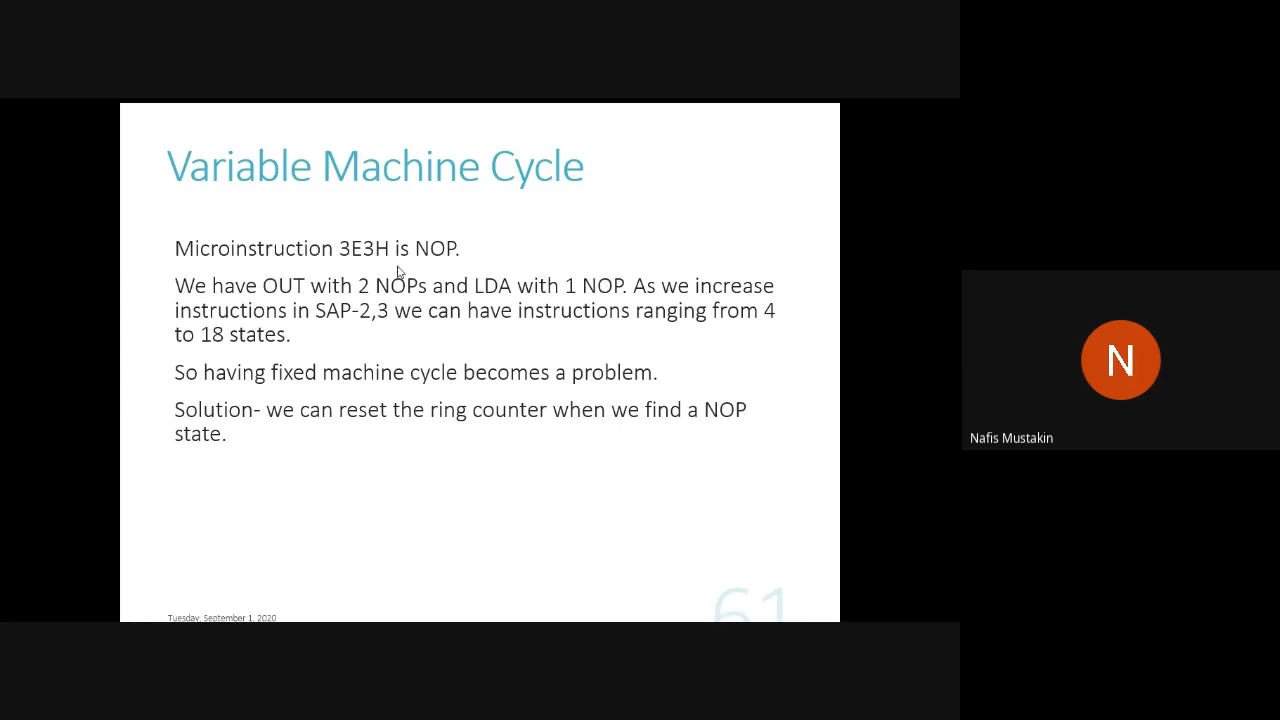 Variable Machine Cycle
Microinstruction 3E3H is NOP.
We have OUT with 2 NOPs and LDA with 1 NOP. As we increase
instructions in SAP-2,3 we can have instructions ranging from 4
to 18 states.
So having fixed machine cycle becomes a problem.
Solution- we can reset the ring counter when we find a NOP
state.
Tuesday, September 1, 2020
61
N
Nafis Mustakin